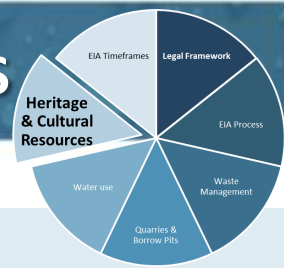 S
EIA Timeframes
Legal Framework
Heritage
& Cultural
Resources
EIA Process
Water use
Waste
Management
Quarries &
Borrow Pits